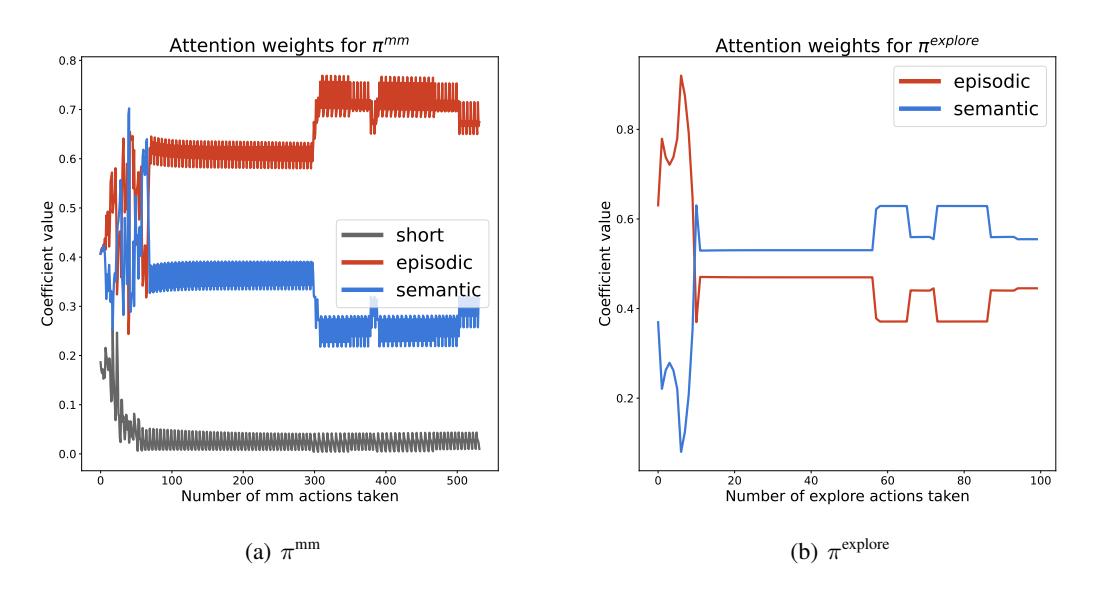 Attention weights for π^mm
Coefficient value
0.8
0.7
0.6
0.5
0.4
0.3
0.2
0.1
0.0
short
episodic
semantic
0 100 200 300 400 500
Number of mm actions taken
(a) π^mm
Attention weights for π^explore
Coefficient value
0.8
0.6
0.4
0.2
episodic
semantic
0 20 40 60 80 100
Number of explore actions taken
(b) π^explore